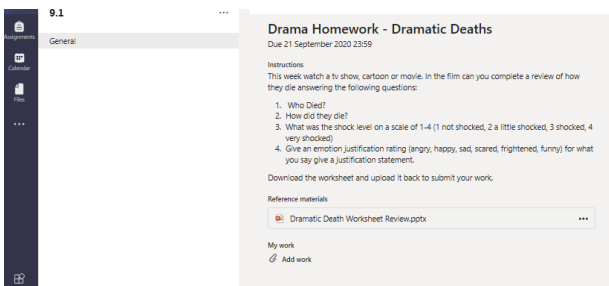 9.1
...
Assignments
General
Calendar
Files
...
Drama Homework - Dramatic Deaths
Due 21 September 2020 23:59
Instructions
This week watch a tv show, cartoon or movie. In the film can you complete a review of how
they die answering the following questions:
1. Who Died?
2. How did they die?
3. What was the shock level on a scale of 1-4 (1 not shocked, 2 a little shocked, 3 shocked, 4
very shocked)
4. Give an emotion justification rating (angry, happy, sad, scared, frightened, funny) for what
you say give a justification statement.
Download the worksheet and upload it back to submit your work.
Reference materials
Dramatic Death Worksheet Review.pptx
...
My work
Add work